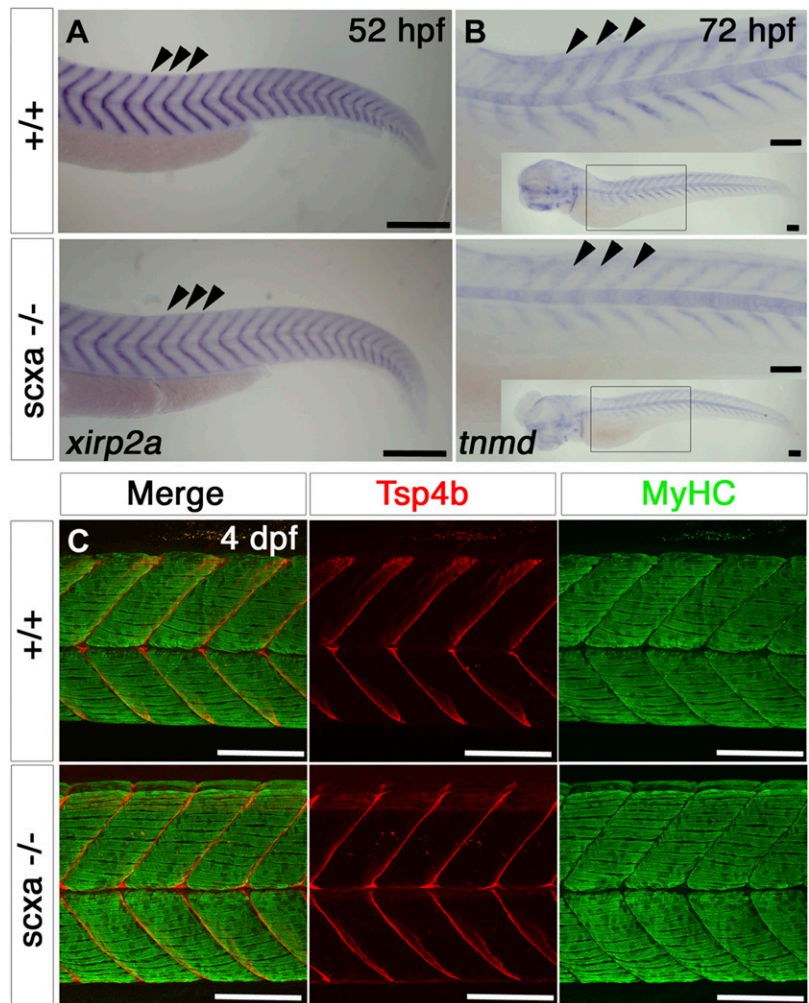 A 52 hpf
B 72 hpf
+/+
scxa -/-
xirp2a
tnmd
Merge
Tsp4b
MyHC
C 4 dpf
+/+
scxa -/-